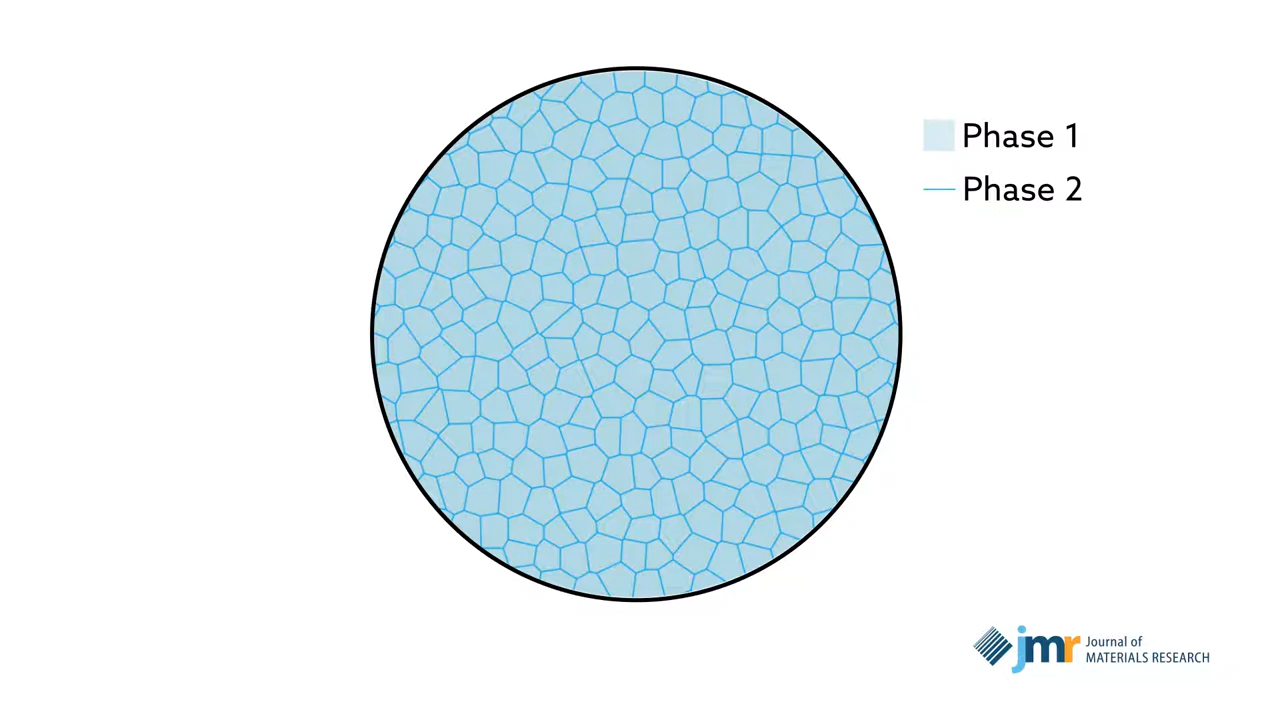 Phase 1
Phase 2
jmr
Journal of
MATERIALS RESEARCH